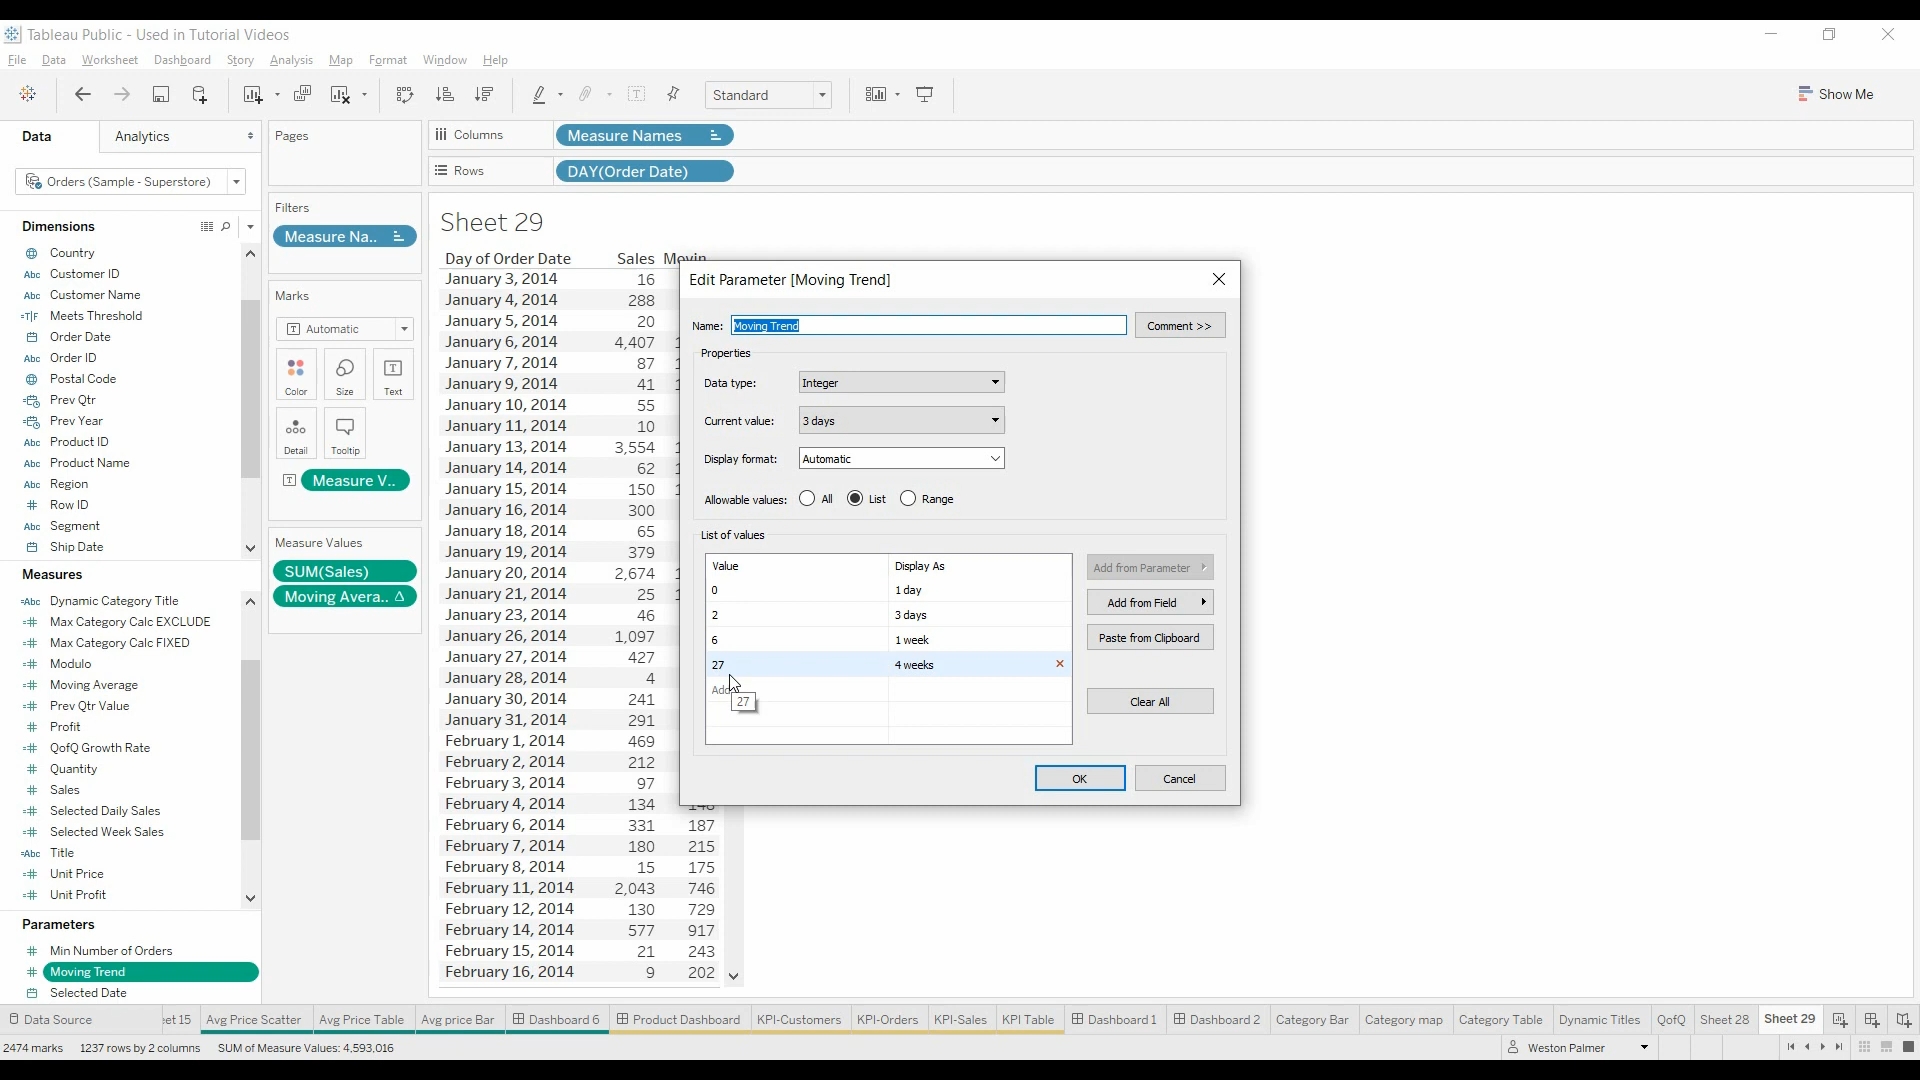 Tableau Public - Used in Tutorial Videos
File Data Worksheet Dashboard Story Analysis Map Format Window Help
Standard
Show Me
Data Analytics
Orders (Sample - Superstore)
Dimensions
Country
Abc Customer ID
Abc Customer Name
=T|F Meets Threshold
Order Date
Abc Order ID
Postal Code
Prev Qtr
Prev Year
Abc Product ID
Abc Product Name
Abc Region
# Row ID
Abc Segment
Ship Date
Measures
=Abc Dynamic Category Title
=# Max Category Calc EXCLUDE
=# Max Category Calc FIXED
=# Modulo
=# Moving Average
=# Prev Qtr Value
# Profit
=# QofQ Growth Rate
# Quantity
# Sales
=# Selected Daily Sales
=# Selected Week Sales
=Abc Title
=# Unit Price
=# Unit Profit
Parameters
# Min Number of Orders
# Moving Trend
Selected Date
Pages
Filters
Measure Na..
Marks
Automatic
Color Size Text
Detail Tooltip
Measure V..
Measure Values
SUM(Sales)
Moving Avera.. Δ
Columns Measure Names
Rows DAY(Order Date)
Sheet 29
Day of Order Date Sales Movin
January 3, 2014 16
January 4, 2014 288
January 5, 2014 20
January 6, 2014 4,407
January 7, 2014 87
January 9, 2014 41
January 10, 2014 55
January 11, 2014 10
January 13, 2014 3,554
January 14, 2014 62
January 15, 2014 150
January 16, 2014 300
January 18, 2014 65
January 19, 2014 379
January 20, 2014 2,674
January 21, 2014 25
January 23, 2014 46
January 26, 2014 1,097
January 27, 2014 427
January 28, 2014 4
January 30, 2014 241
January 31, 2014 291
February 1, 2014 469
February 2, 2014 212
February 3, 2014 97
February 4, 2014 134
February 6, 2014 331 187
February 7, 2014 180 215
February 8, 2014 15 175
February 11, 2014 2,043 746
February 12, 2014 130 729
February 14, 2014 577 917
February 15, 2014 21 243
February 16, 2014 9 202
Edit Parameter [Moving Trend]
Name: Moving Trend Comment >>
Properties
Data type: Integer
Current value: 3 days
Display format: Automatic
Allowable values: All List Range
List of values
Value Display As
0 1 day
2 3 days
6 1 week
27 4 weeks
Add
27
Add from Parameter
Add from Field
Paste from Clipboard
Clear All
OK Cancel
Data Source eet 15 Avg Price Scatter Avg Price Table Avg price Bar Dashboard 6 Product Dashboard KPI-Customers KPI-Orders KPI-Sales KPI Table Dashboard 1 Dashboard 2 Category Bar Category map Category Table Dynamic Titles QofQ Sheet 28 Sheet 29
2474 marks 1237 rows by 2 columns SUM of Measure Values: 4,593,016 Weston Palmer